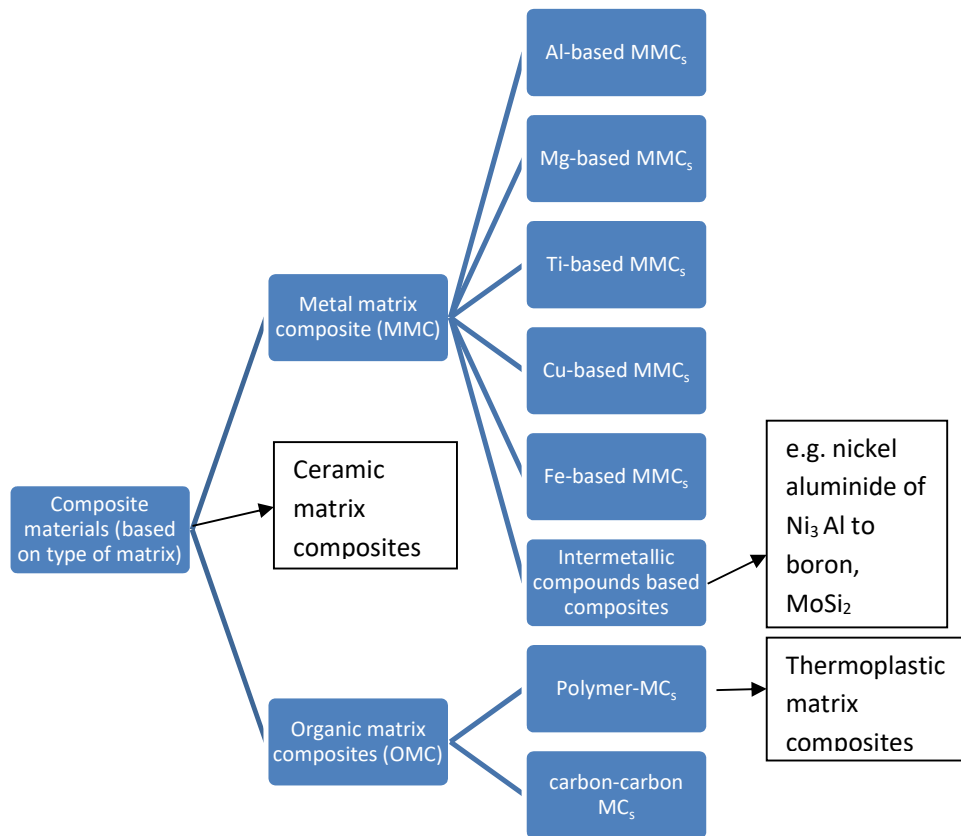 Al-based MMCs
Mg-based MMCs
Ti-based MMCs
Metal matrix
composite (MMC)
Cu-based MMCs
Fe-based MMCs
e.g. nickel
aluminide of
Ni₃ Al to
boron,
MoSi₂
Ceramic
matrix
composites
Composite
materials (based
on type of matrix)
Intermetallic
compounds based
composites
Polymer-MCs
Thermoplastic
matrix
composites
Organic matrix
composites (OMC)
carbon-carbon
MCs